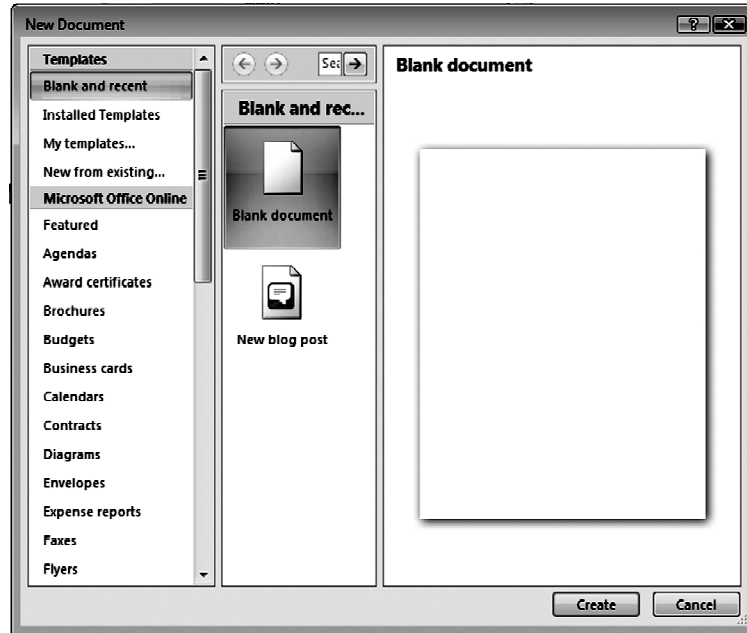 New Document
Templates
Blank and recent
Installed Templates
My templates...
New from existing...
Microsoft Office Online
Featured
Agendas
Award certificates
Brochures
Budgets
Business cards
Calendars
Contracts
Diagrams
Envelopes
Expense reports
Faxes
Flyers
Blank and rec...
Blank document
New blog post
Blank document
Create
Cancel